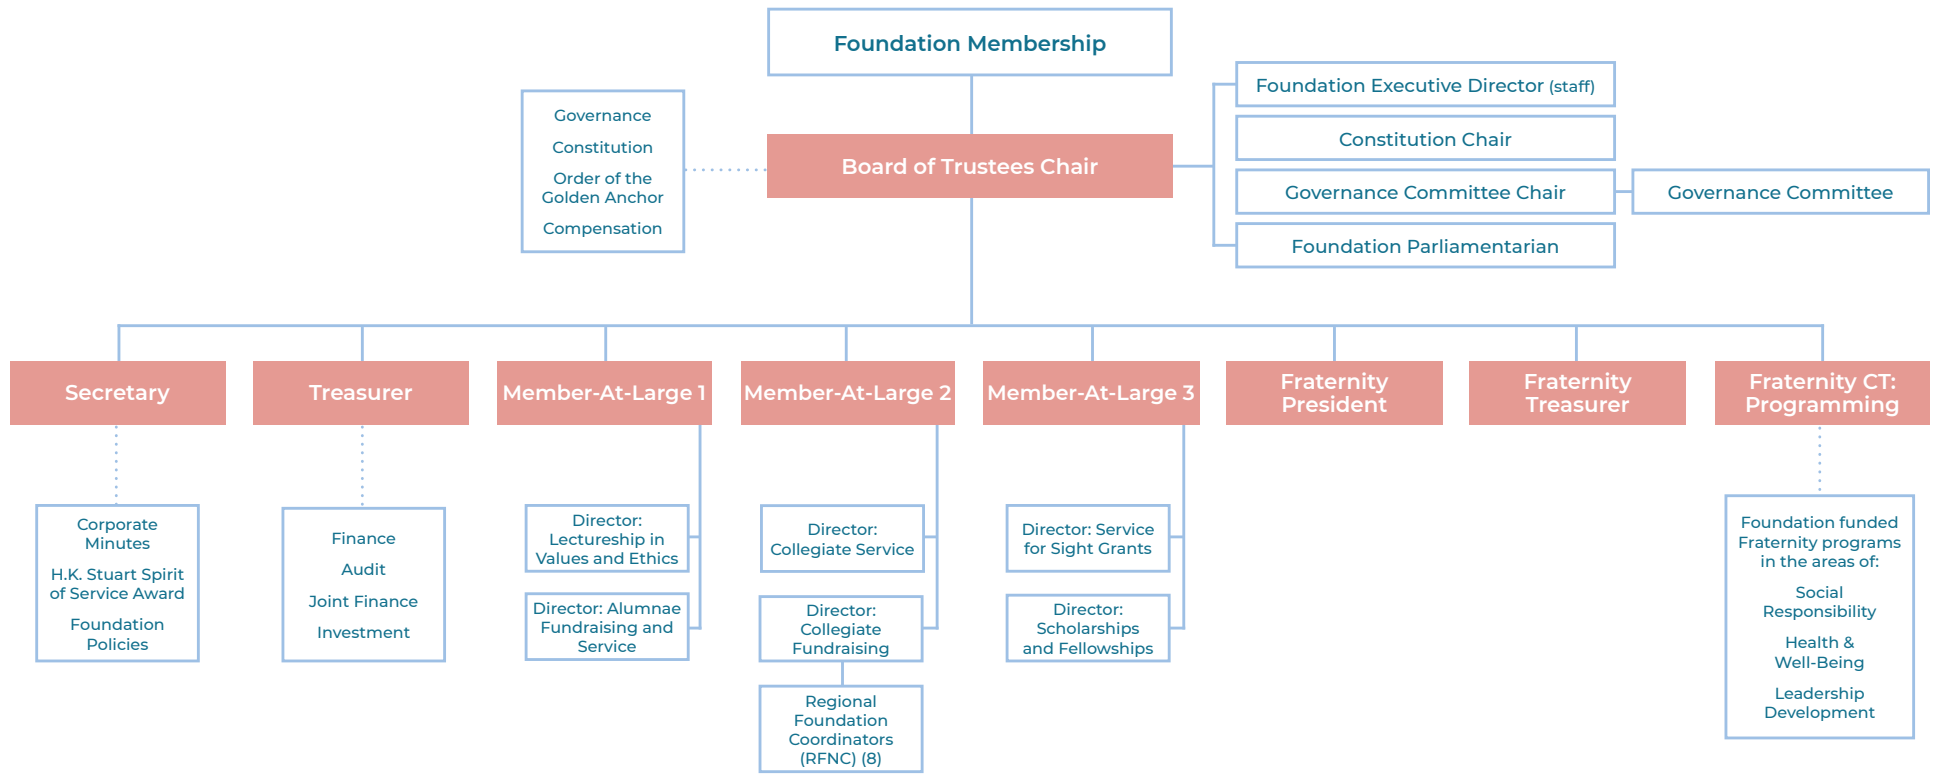 Foundation Membership
Governance
Constitution
Order of the
Golden Anchor
Compensation
Board of Trustees Chair
Foundation Executive Director (staff)
Constitution Chair
Governance Committee Chair
Governance Committee
Foundation Parliamentarian
Secretary
Treasurer
Member-At-Large 1
Member-At-Large 2
Member-At-Large 3
Fraternity
President
Fraternity
Treasurer
Fraternity CT:
Programming
Corporate
Minutes
H.K. Stuart Spirit
of Service Award
Foundation
Policies
Finance
Audit
Joint Finance
Investment
Director:
Lectureship in
Values and Ethics
Director: Alumnae
Fundraising and
Service
Director:
Collegiate Service
Director:
Collegiate
Fundraising
Regional
Foundation
Coordinators
(RFNC) (8)
Director: Service
for Sight Grants
Director:
Scholarships
and Fellowships
Foundation funded
Fraternity programs
in the areas of:
Social
Responsibility
Health &
Well-Being
Leadership
Development